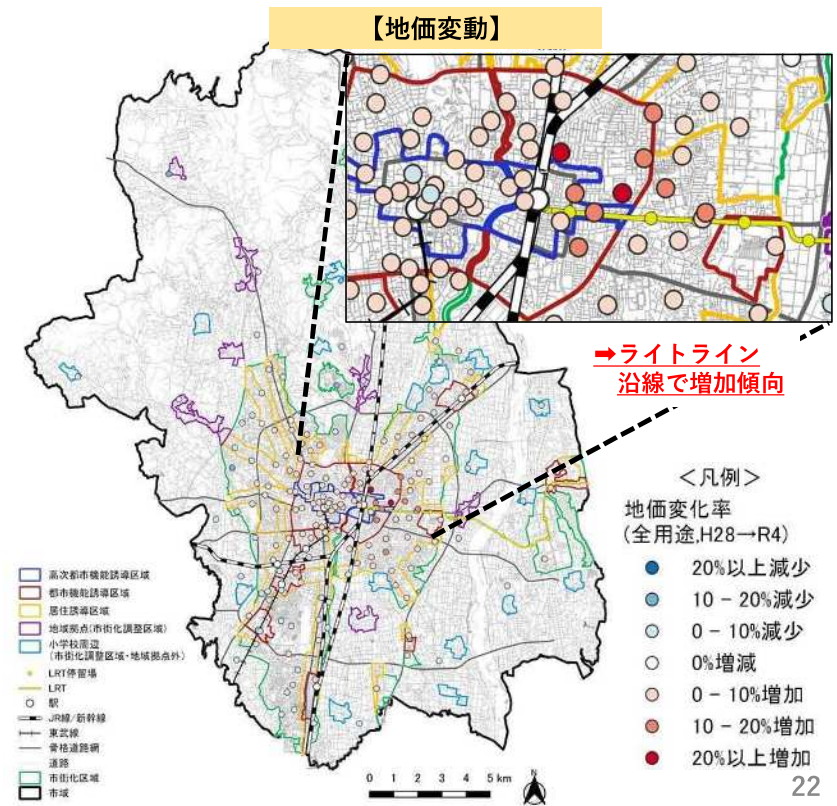 【地価変動】
➡ライトライン
沿線で増加傾向
＜凡例＞
地価変化率
(全用途,H28→R4)
20%以上減少
10－20%減少
0－10%減少
0%増減
0－10%増加
10－20%増加
20%以上増加
高次都市機能誘導区域
都市機能誘導区域
居住誘導区域
地域拠点(市街化調整区域)
小学校周辺
(市街化調整区域・地域拠点外)
LRT停留場
LRT
駅
JR線/新幹線
東武線
骨格道路網
道路
市街化区域
市域
0 1 2 3 4 5 km
N
22